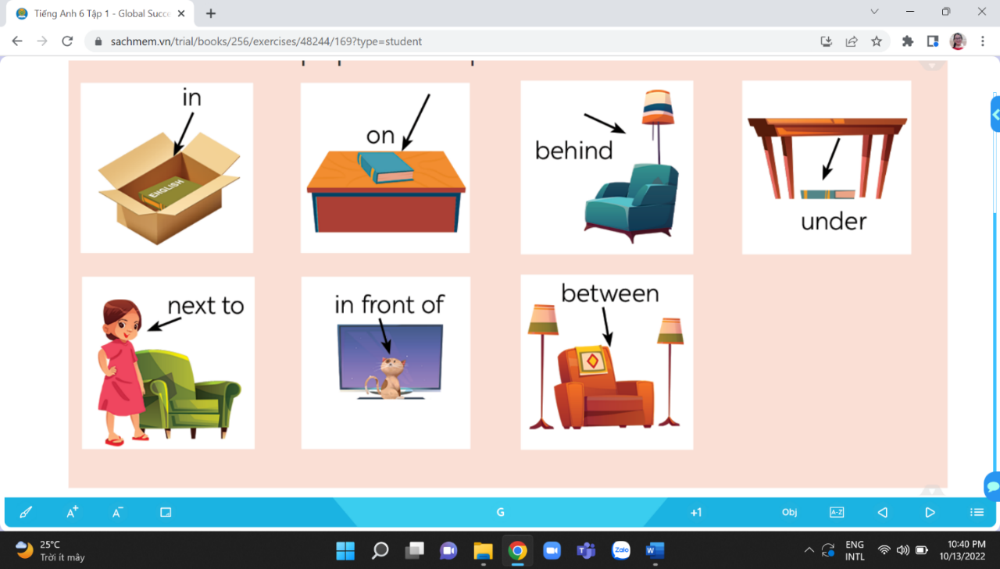 Tiếng Anh 6 Tập 1 - Global Succe
sachmem.vn/trial/books/256/exercises/48244/169?type=student
in
ENGLISH
on
behind
under
next to
in front of
between
A+
A-
G
+1
Obj
A-Z
25°C
Trời ít mây
Zalo
W
ENG
INTL
10:40 PM
10/13/2022